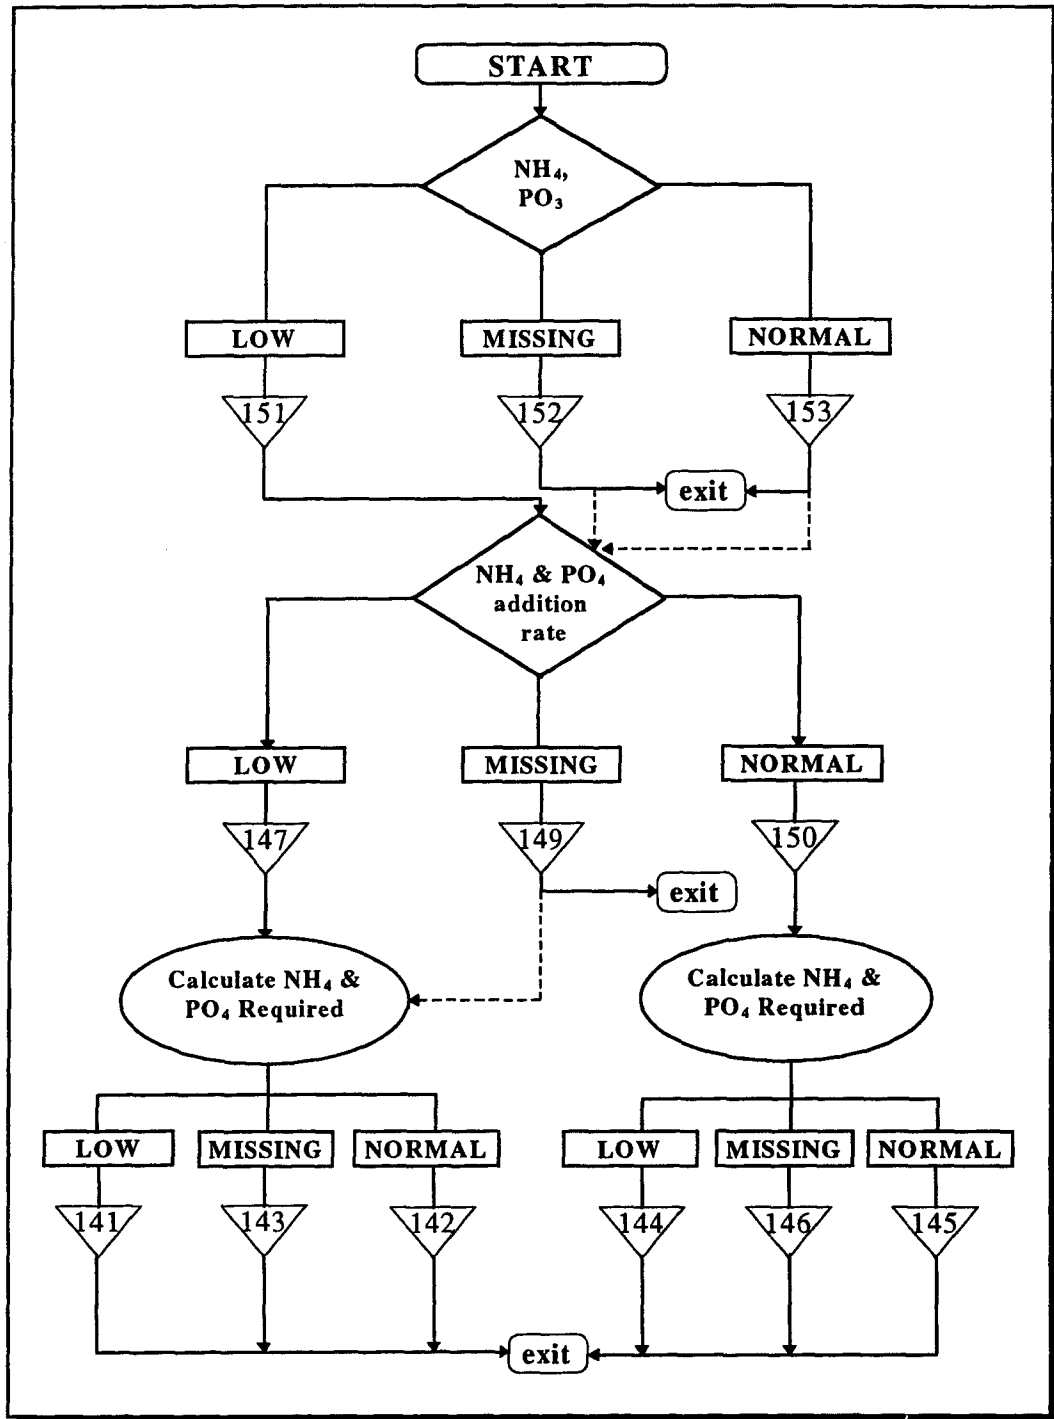 START
NH₄,
PO₃
LOW
MISSING
NORMAL
151
152
153
exit
NH₄ & PO₄
addition
rate
LOW
MISSING
NORMAL
147
149
150
exit
Calculate NH₄ &
PO₄ Required
Calculate NH₄ &
PO₄ Required
LOW
MISSING
NORMAL
LOW
MISSING
NORMAL
141
143
142
144
146
145
exit